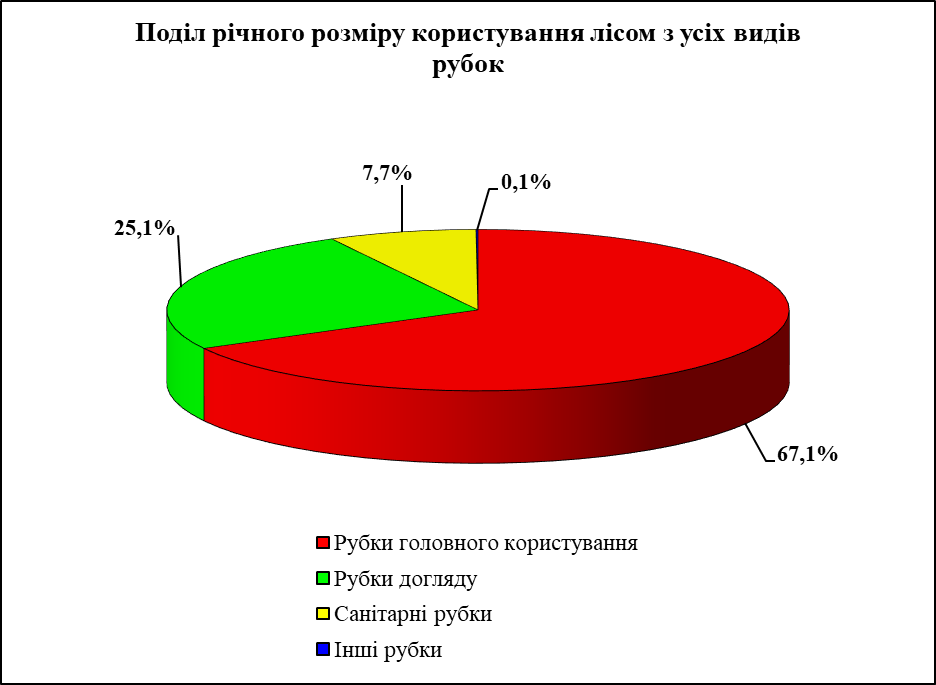 Поділ річного розміру користування лісом з усіх видів
рубок
7,7%
0,1%
25,1%
67,1%
Рубки головного користування
Рубки догляду
Санітарні рубки
Інші рубки